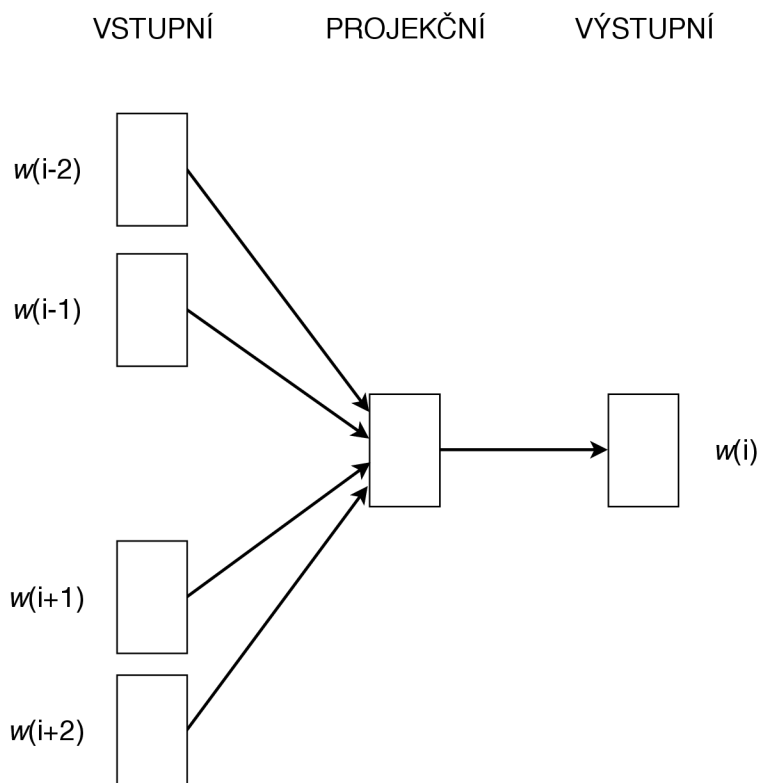 VSTUPNÍ PROJEKČNÍ VÝSTUPNÍ
w(i-2)
w(i-1)
w(i)
w(i+1)
w(i+2)